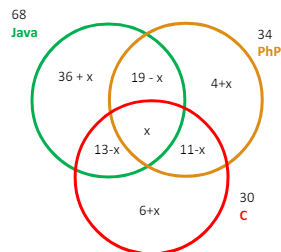 68
Java
34
PhP
36 + x
19 - x
4+x
x
13-x
11-x
30
C
6+x